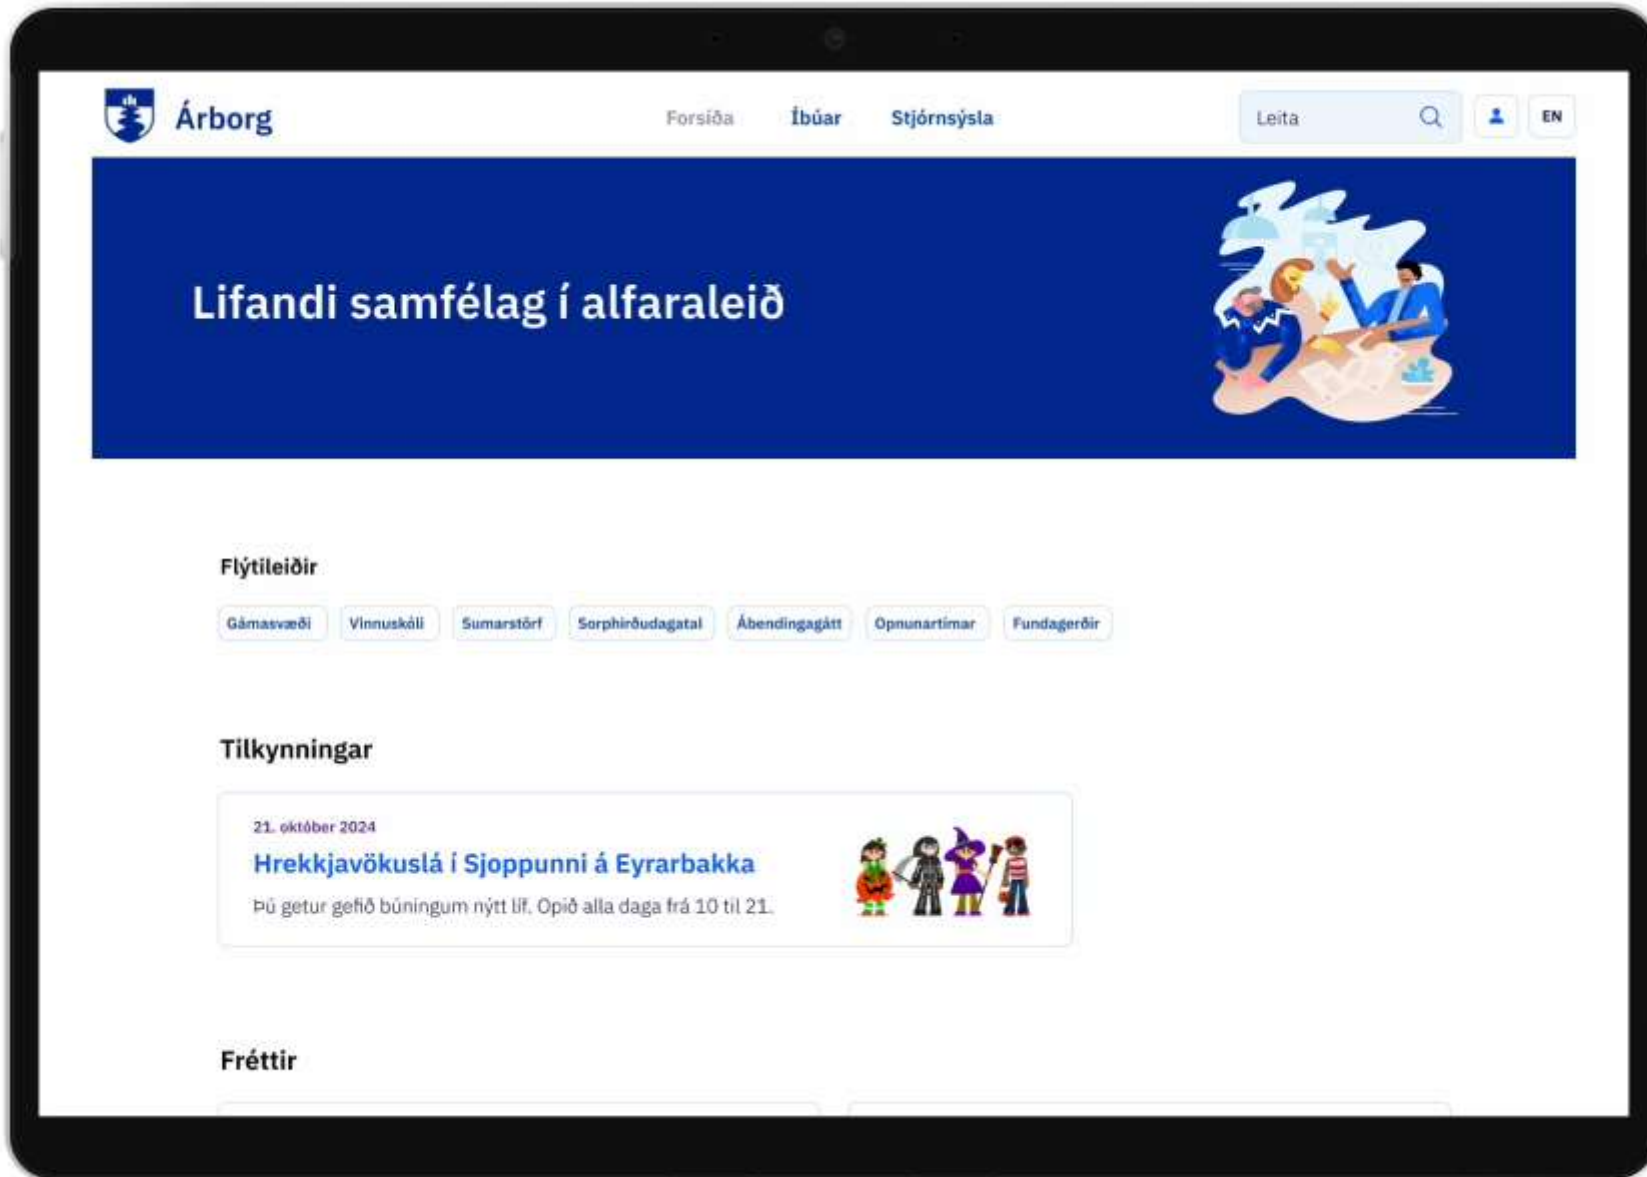 Árborg
Forsíða Íbúar Stjórnsýsla
Leita
EN
Lifandi samfélag í alfaraleið
Flýtileiðir
Gámasvæði Vinnuskóli Sumarstörf Sorphirðudagatal Ábendingagátt Opnunartímar Fundagerðir
Tilkynningar
21. október 2024
Hrekkjavökuslá í Sjoppunni á Eyrarbakka
Þú getur gefið búningum nýtt líf. Opið alla daga frá 10 til 21.
Fréttir